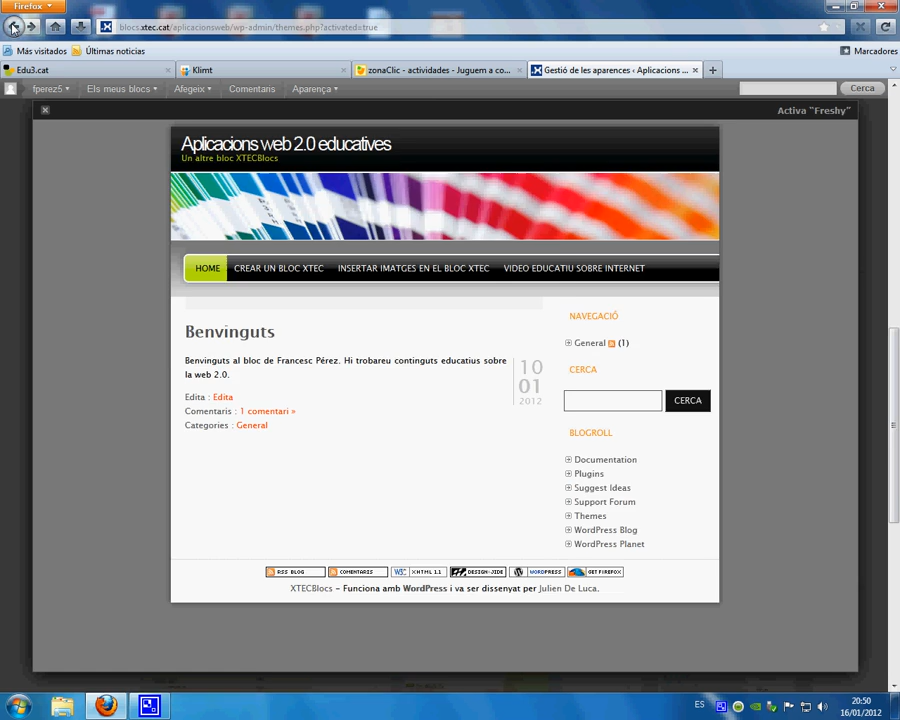 Firefox
blocs.xtec.cat/aplicacionsweb/wp-admin/themes.php?activated=true
Más visitados
Últimas noticias
Marcadores
Edu3.cat
Klimt
zonaClic - actividades - Juguem a co...
Gestió de les aparences ‹ Aplicacions ...
fperez5
Els meus blocs
Afegeix
Comentaris
Aparença
Cerca
Activa "Freshy"
Aplicacions web 2.0 educatives
Un altre bloc XTECBlocs
HOME
CREAR UN BLOC XTEC
INSERTAR IMATGES EN EL BLOC XTEC
VIDEO EDUCATIU SOBRE INTERNET
Benvinguts
Benvinguts al bloc de Francesc Pérez. Hi trobareu continguts educatius sobre
la web 2.0.
10
01
2012
Edita : Edita
Comentaris : 1 comentari »
Categories : General
NAVEGACIÓ
General (1)
CERCA
CERCA
BLOGROLL
Documentation
Plugins
Suggest Ideas
Support Forum
Themes
WordPress Blog
WordPress Planet
RSS BLOG
COMENTARIS
W3C XHTML 1.1
DESIGN-JIDE
WORDPRESS
GET FIREFOX
XTECBlocs – Funciona amb WordPress i va ser dissenyat per Julien De Luca.
ES
20:50
16/01/2012